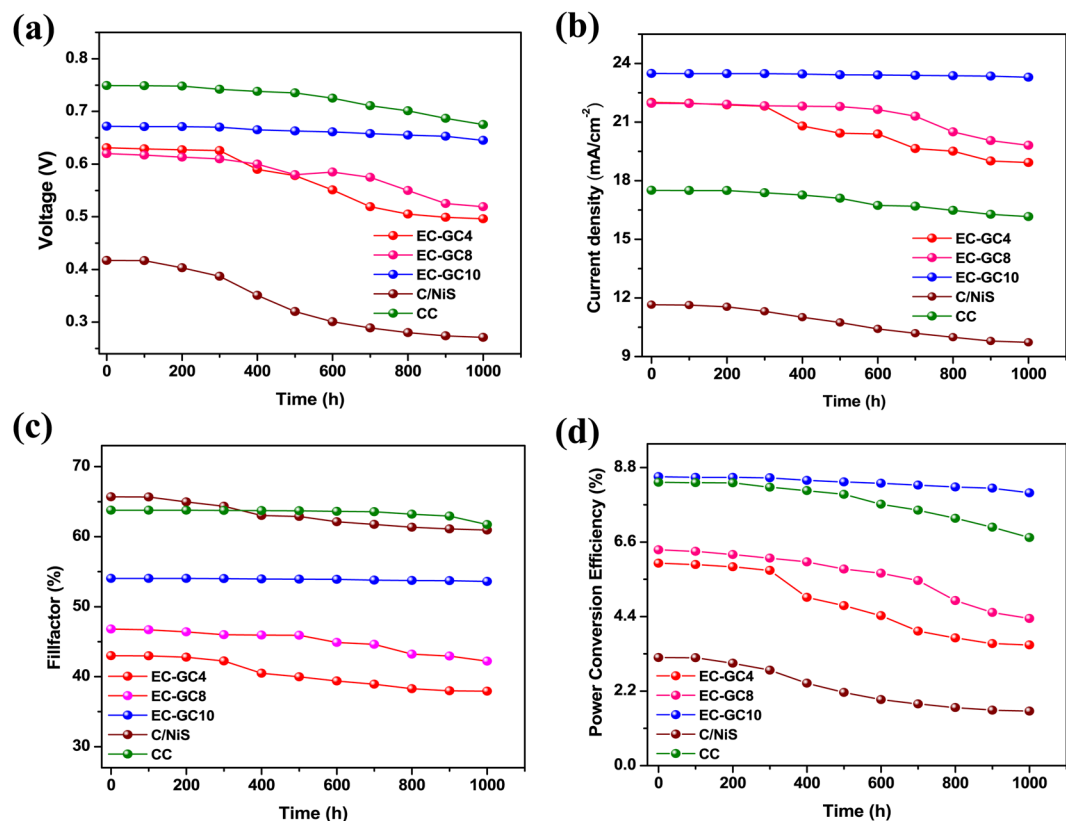 (a)
0.8
0.7
0.6
0.5
0.4
0.3
Voltage (V)
EC-GC4
EC-GC8
EC-GC10
C/NiS
CC
0 200 400 600 800 1000
Time (h)
(b)
24
21
18
15
12
9
Current density (mA/cm⁻²)
EC-GC4
EC-GC8
EC-GC10
C/NiS
CC
0 200 400 600 800 1000
Time (h)
(c)
70
60
50
40
30
Fillfactor (%)
EC-GC4
EC-GC8
EC-GC10
C/NiS
CC
0 200 400 600 800 1000
Time (h)
(d)
8.8
6.6
4.4
2.2
0.0
Power Conversion Efficiency (%)
EC-GC4
EC-GC8
EC-GC10
C/NiS
CC
0 200 400 600 800 1000
Time (h)